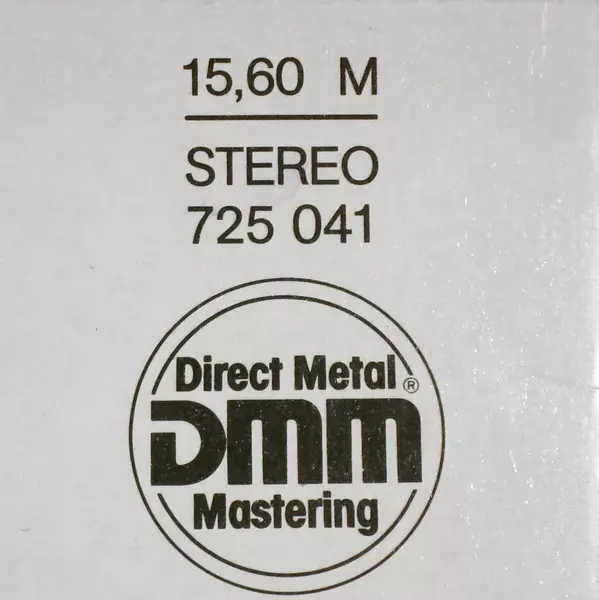 15,60 M
STEREO
725 041
Direct Metal
DMM®
Mastering